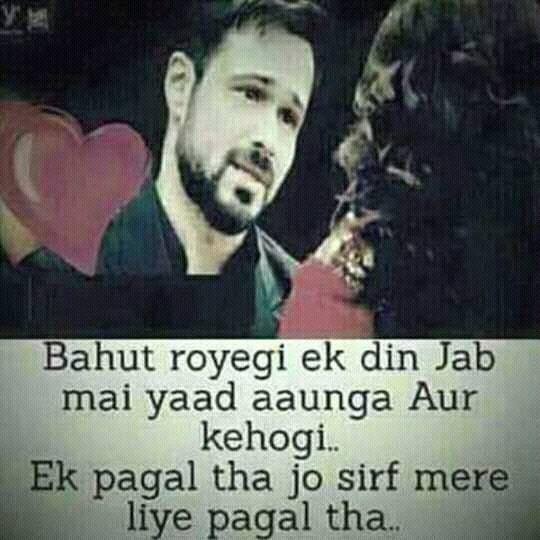 Bahut royegi ek din Jab
mai yaad aaunga Aur
kehogi..
Ek pagal tha jo sirf mere
liye pagal tha..